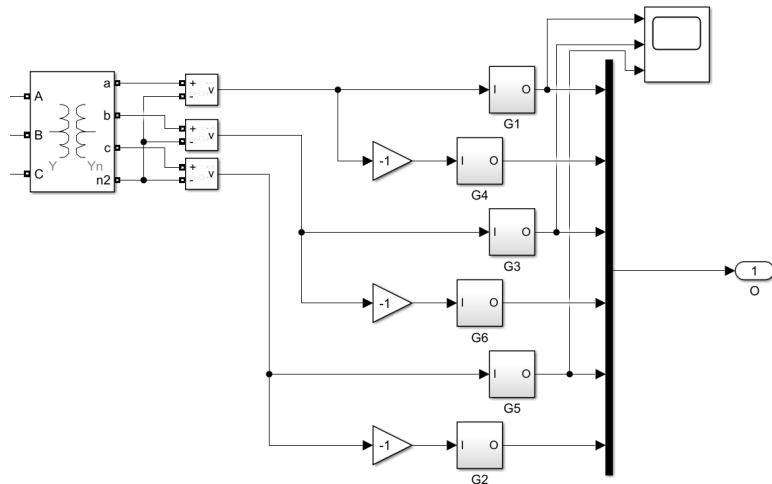 A
B
C
Y
Yn
a
b
c
n2
+
-
v
+
-
v
+
-
v
I
O
G1
-1
I
O
G4
I
O
G3
-1
I
O
G6
I
O
G5
-1
I
O
G2
1
O